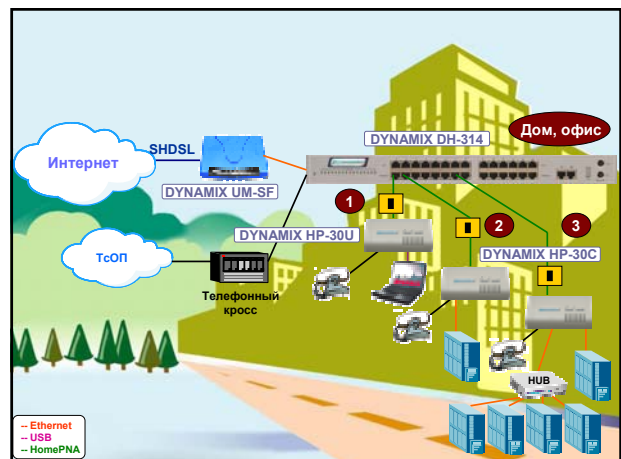 DYNAMIX DH-314
Дом, офис
Интернет
SHDSL
DYNAMIX UM-SF
1
2
3
DYNAMIX HP-30U
DYNAMIX HP-30C
ТсОП
Телефонный
кросс
HUB
-- Ethernet
-- USB
-- HomePNA